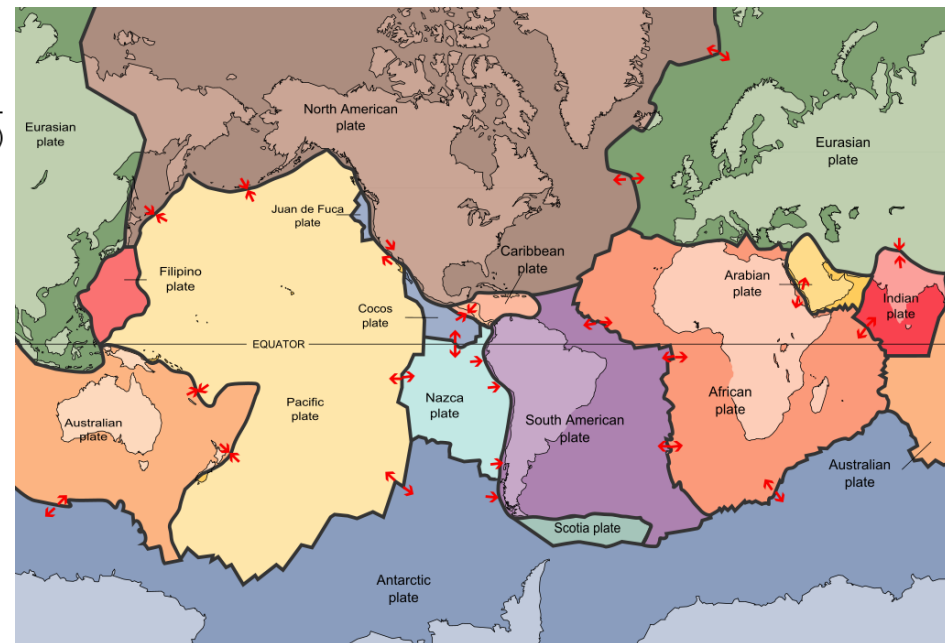 )
Eurasian
plate
North American
plate
Eurasian
plate
Juan de Fuca
plate
Caribbean
plate
Filipino
plate
Arabian
plate
Indian
plate
Cocos
plate
EQUATOR
Nazca
plate
African
plate
Pacific
plate
Australian
plate
South American
plate
Australian
plate
Scotia plate
Antarctic
plate